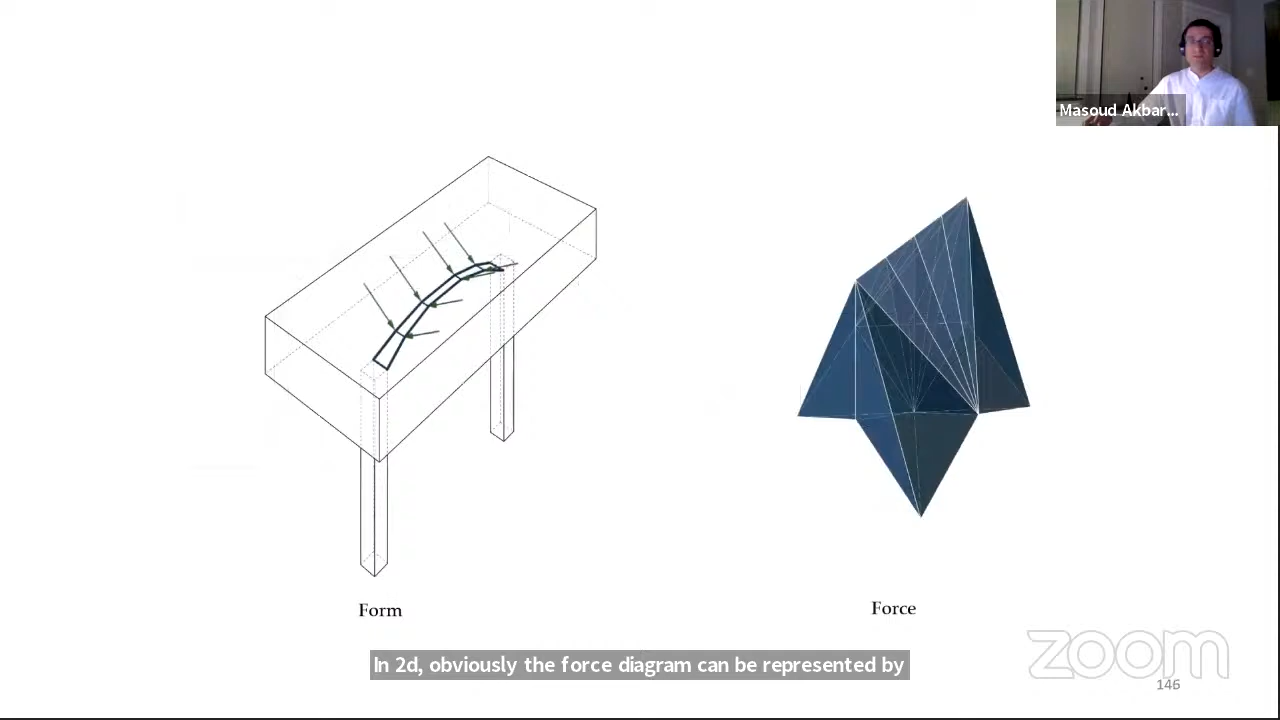 Masoud Akbar...
Form
Force
In 2d, obviously the force diagram can be represented by
zoom
146